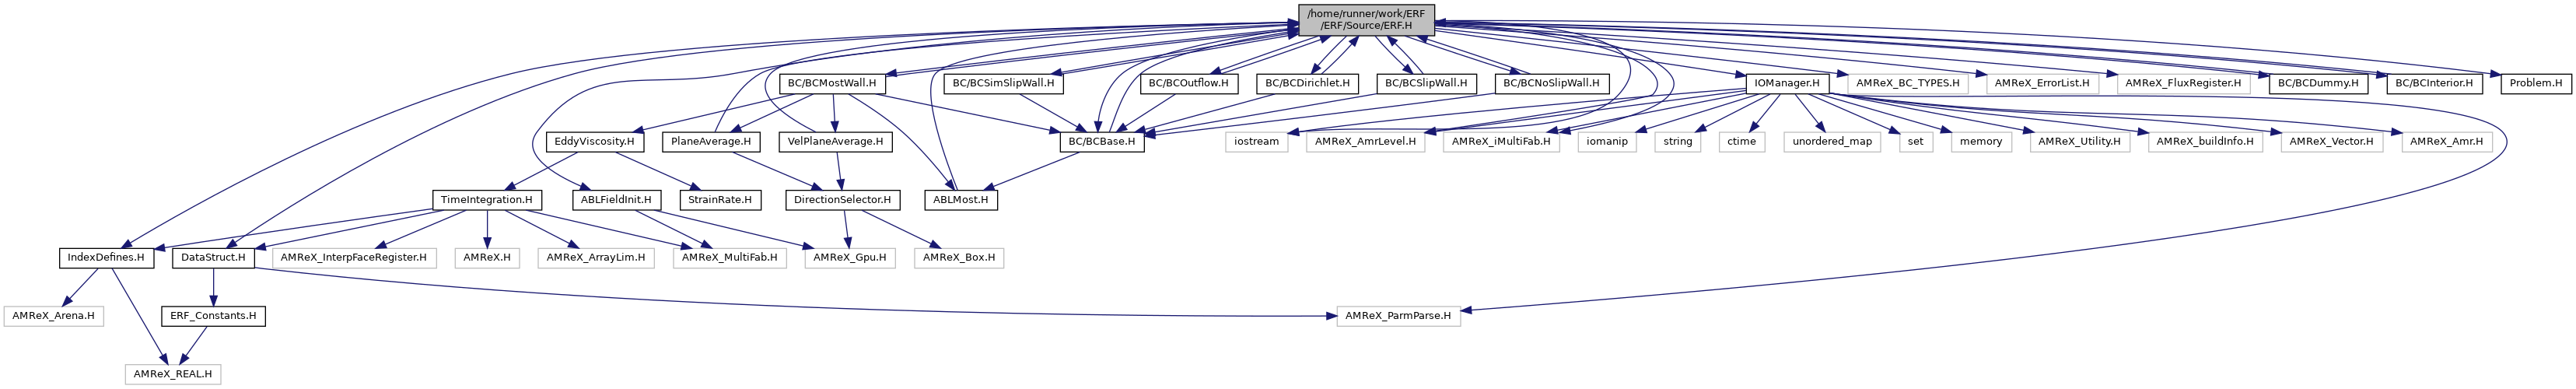 /home/runner/work/ERF
/ERF/Source/ERF.H
BC/BCMostWall.H
BC/BCSimSlipWall.H
BC/BCOutflow.H
BC/BCDirichlet.H
BC/BCSlipWall.H
BC/BCNoSlipWall.H
IOManager.H
AMReX_BC_TYPES.H
AMReX_ErrorList.H
AMReX_FluxRegister.H
BC/BCDummy.H
BC/BCInterior.H
Problem.H
EddyViscosity.H
PlaneAverage.H
VelPlaneAverage.H
BC/BCBase.H
iostream
AMReX_AmrLevel.H
AMReX_iMultiFab.H
iomanip
string
ctime
unordered_map
set
memory
AMReX_Utility.H
AMReX_buildInfo.H
AMReX_Vector.H
AMReX_Amr.H
TimeIntegration.H
ABLFieldInit.H
StrainRate.H
DirectionSelector.H
ABLMost.H
IndexDefines.H
DataStruct.H
AMReX_InterpFaceRegister.H
AMReX.H
AMReX_ArrayLim.H
AMReX_MultiFab.H
AMReX_Gpu.H
AMReX_Box.H
AMReX_Arena.H
ERF_Constants.H
AMReX_ParmParse.H
AMReX_REAL.H